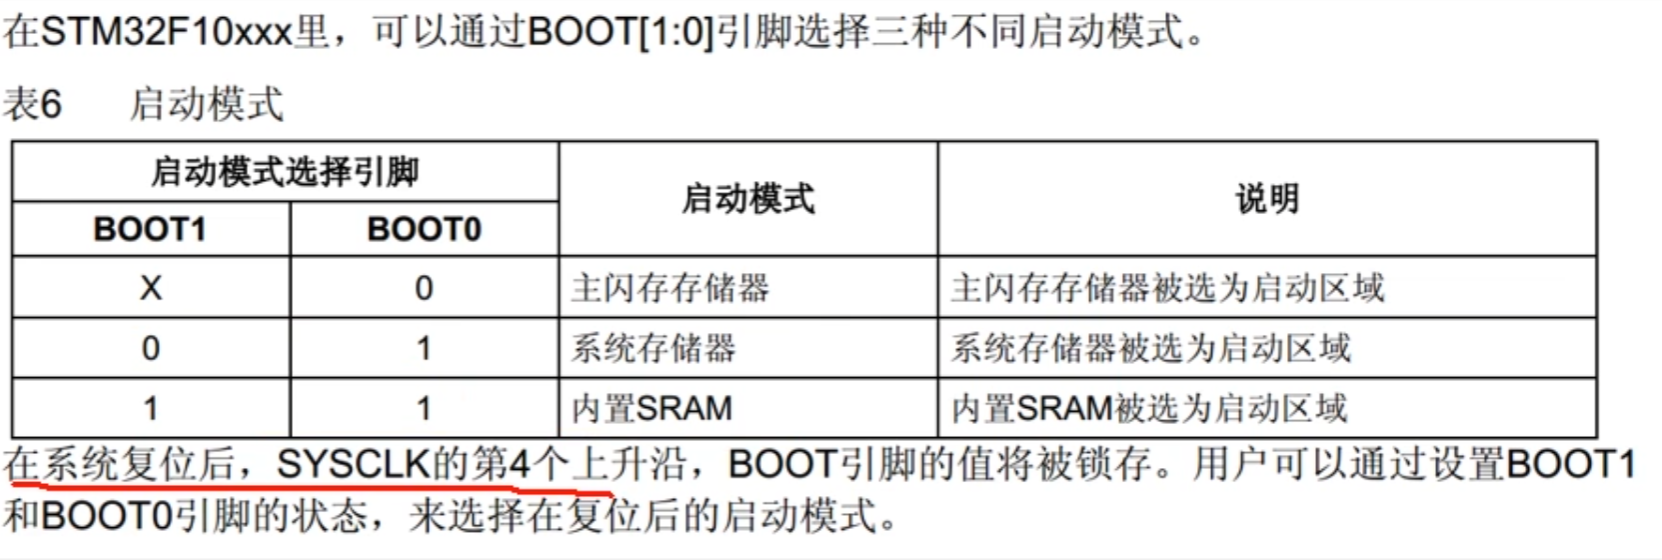 在STM32F10xxx里，可以通过BOOT[1:0]引脚选择三种不同启动模式。
表6 启动模式
启动模式选择引脚 启动模式 说明
BOOT1 BOOT0
X 0 主闪存存储器 主闪存存储器被选为启动区域
0 1 系统存储器 系统存储器被选为启动区域
1 1 内置SRAM 内置SRAM被选为启动区域
在系统复位后，SYSCLK的第4个上升沿，BOOT引脚的值将被锁存。用户可以通过设置BOOT1
和BOOT0引脚的状态，来选择在复位后的启动模式。